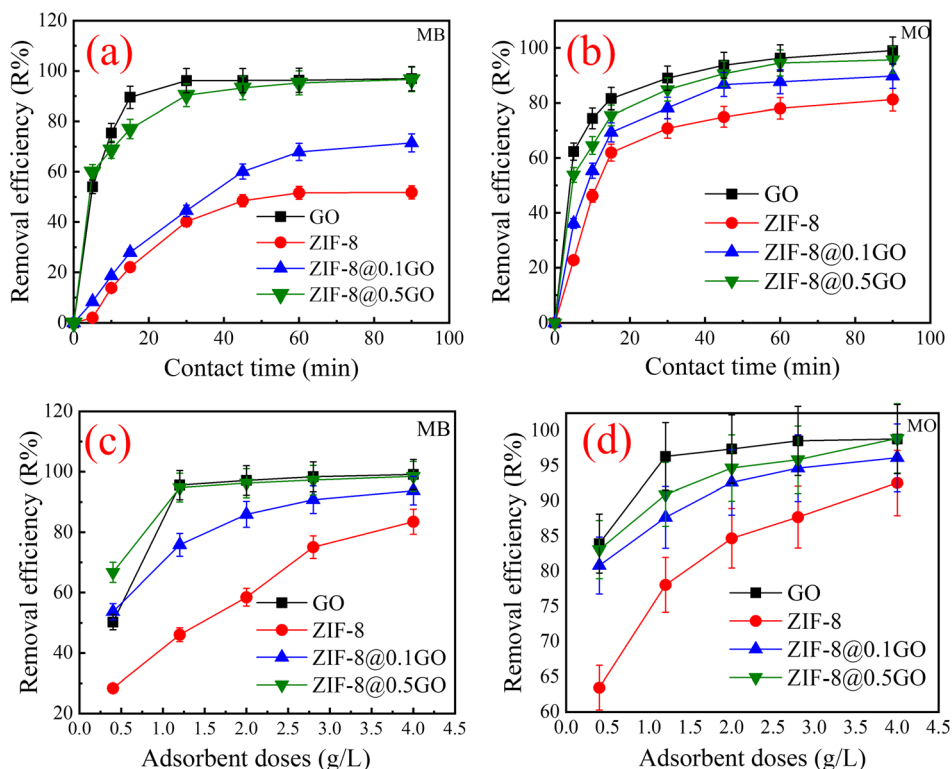 (a)
MB
Removal efficiency (R%)
120
100
80
60
40
20
0
GO
ZIF-8
ZIF-8@0.1GO
ZIF-8@0.5GO
0 20 40 60 80 100
Contact time (min)
(b)
MO
Removal efficiency (R%)
100
80
60
40
20
0
GO
ZIF-8
ZIF-8@0.1GO
ZIF-8@0.5GO
0 20 40 60 80 100
Contact time (min)
(c)
MB
Removal efficiency (R%)
120
100
80
60
40
20
GO
ZIF-8
ZIF-8@0.1GO
ZIF-8@0.5GO
0.0 0.5 1.0 1.5 2.0 2.5 3.0 3.5 4.0 4.5
Adsorbent doses (g/L)
(d)
MO
Removal efficiency (R%)
100
95
90
85
80
75
70
65
60
GO
ZIF-8
ZIF-8@0.1GO
ZIF-8@0.5GO
0.0 0.5 1.0 1.5 2.0 2.5 3.0 3.5 4.0 4.5
Adsorbent doses (g/L)